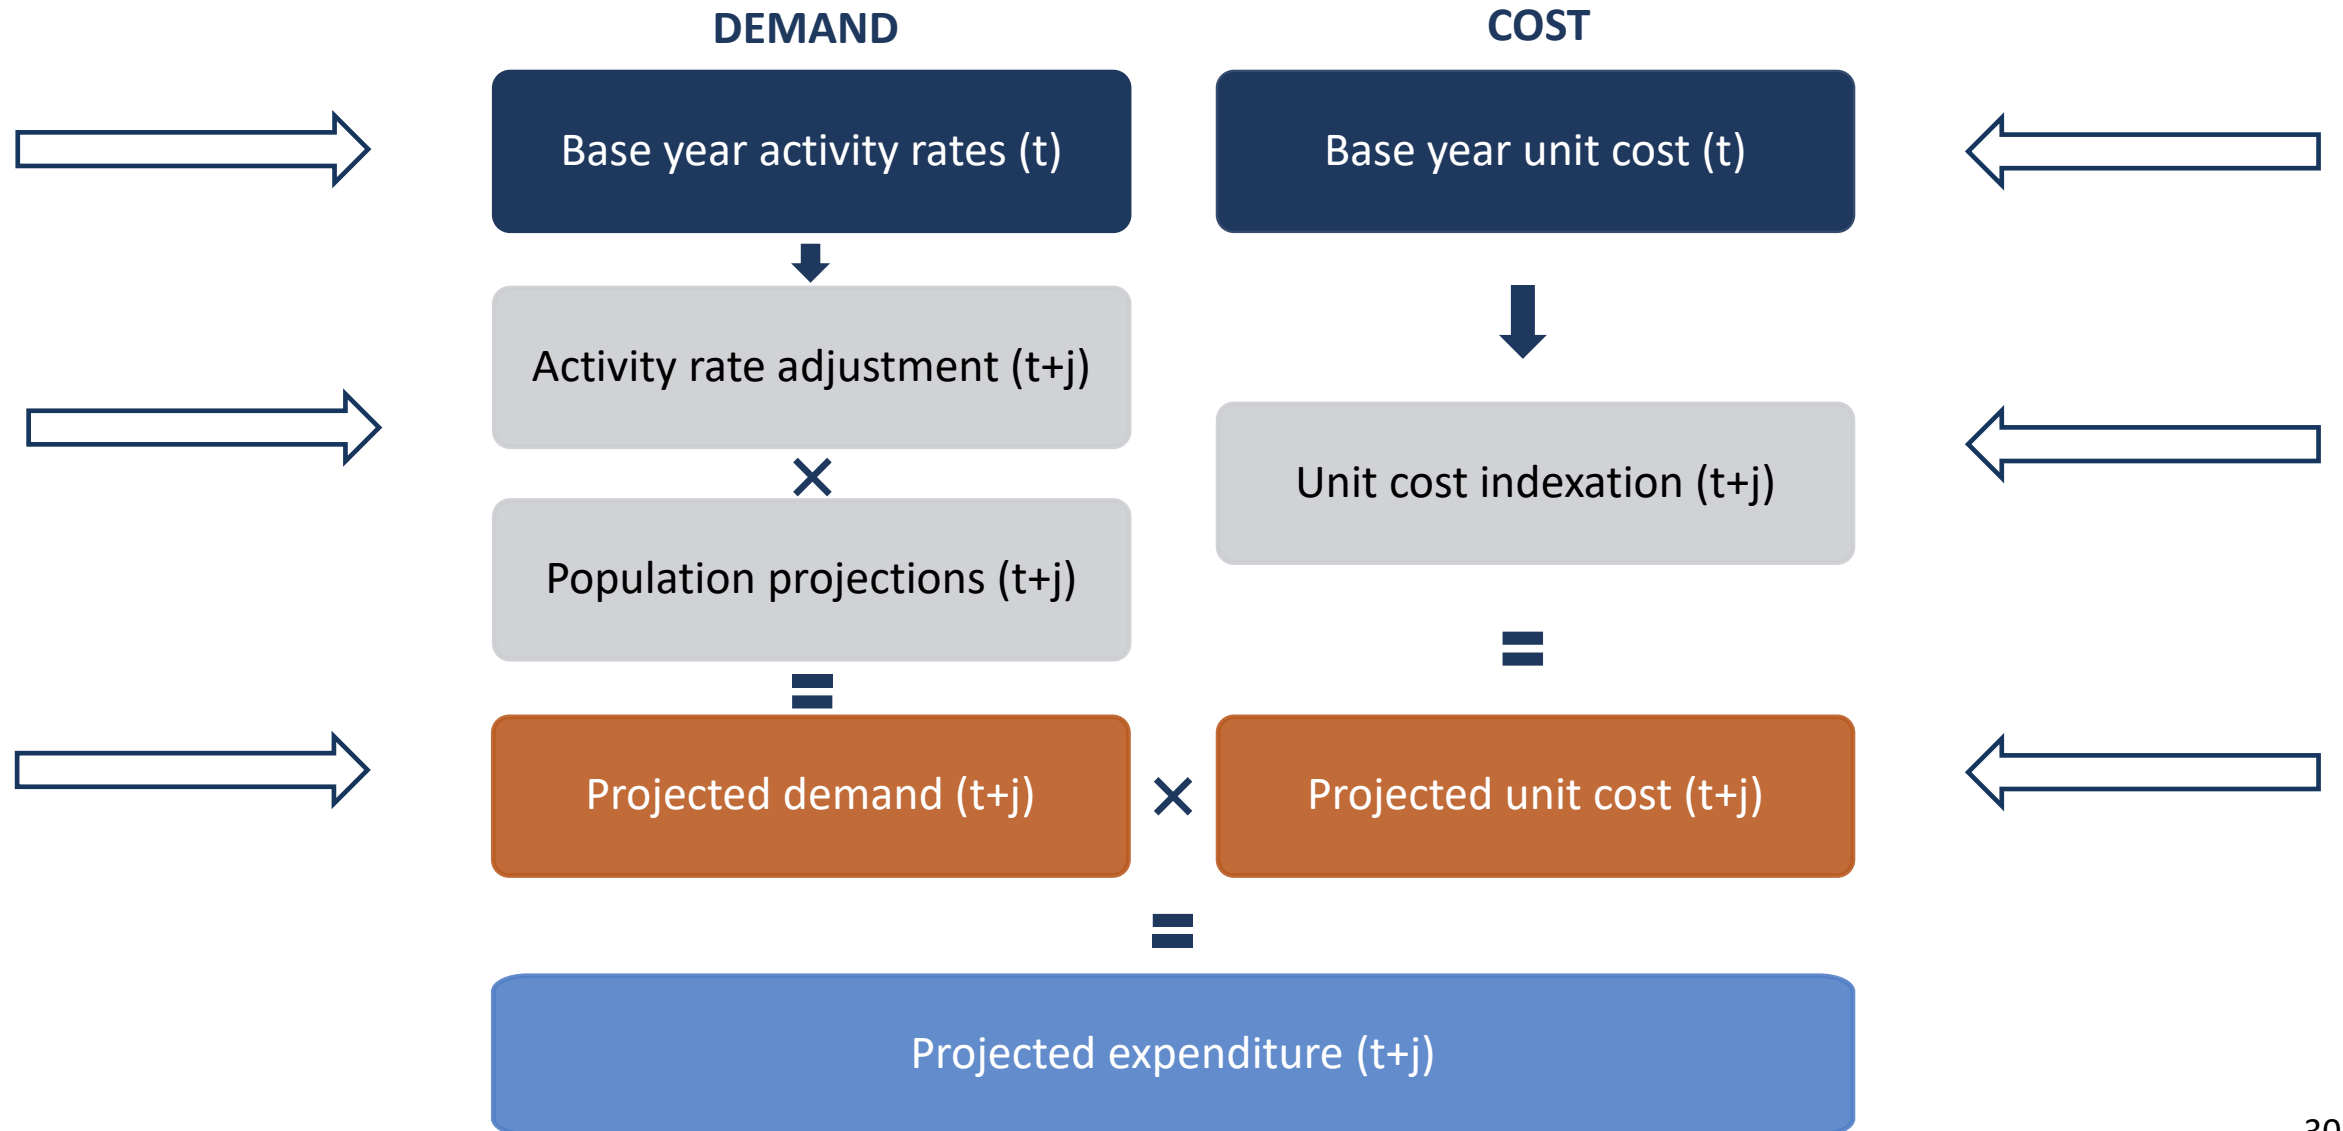 DEMAND
COST
Base year activity rates (t)
Base year unit cost (t)
Activity rate adjustment (t+j)
×
Population projections (t+j)
Unit cost indexation (t+j)
=
=
Projected demand (t+j)
×
Projected unit cost (t+j)
=
Projected expenditure (t+j)
30